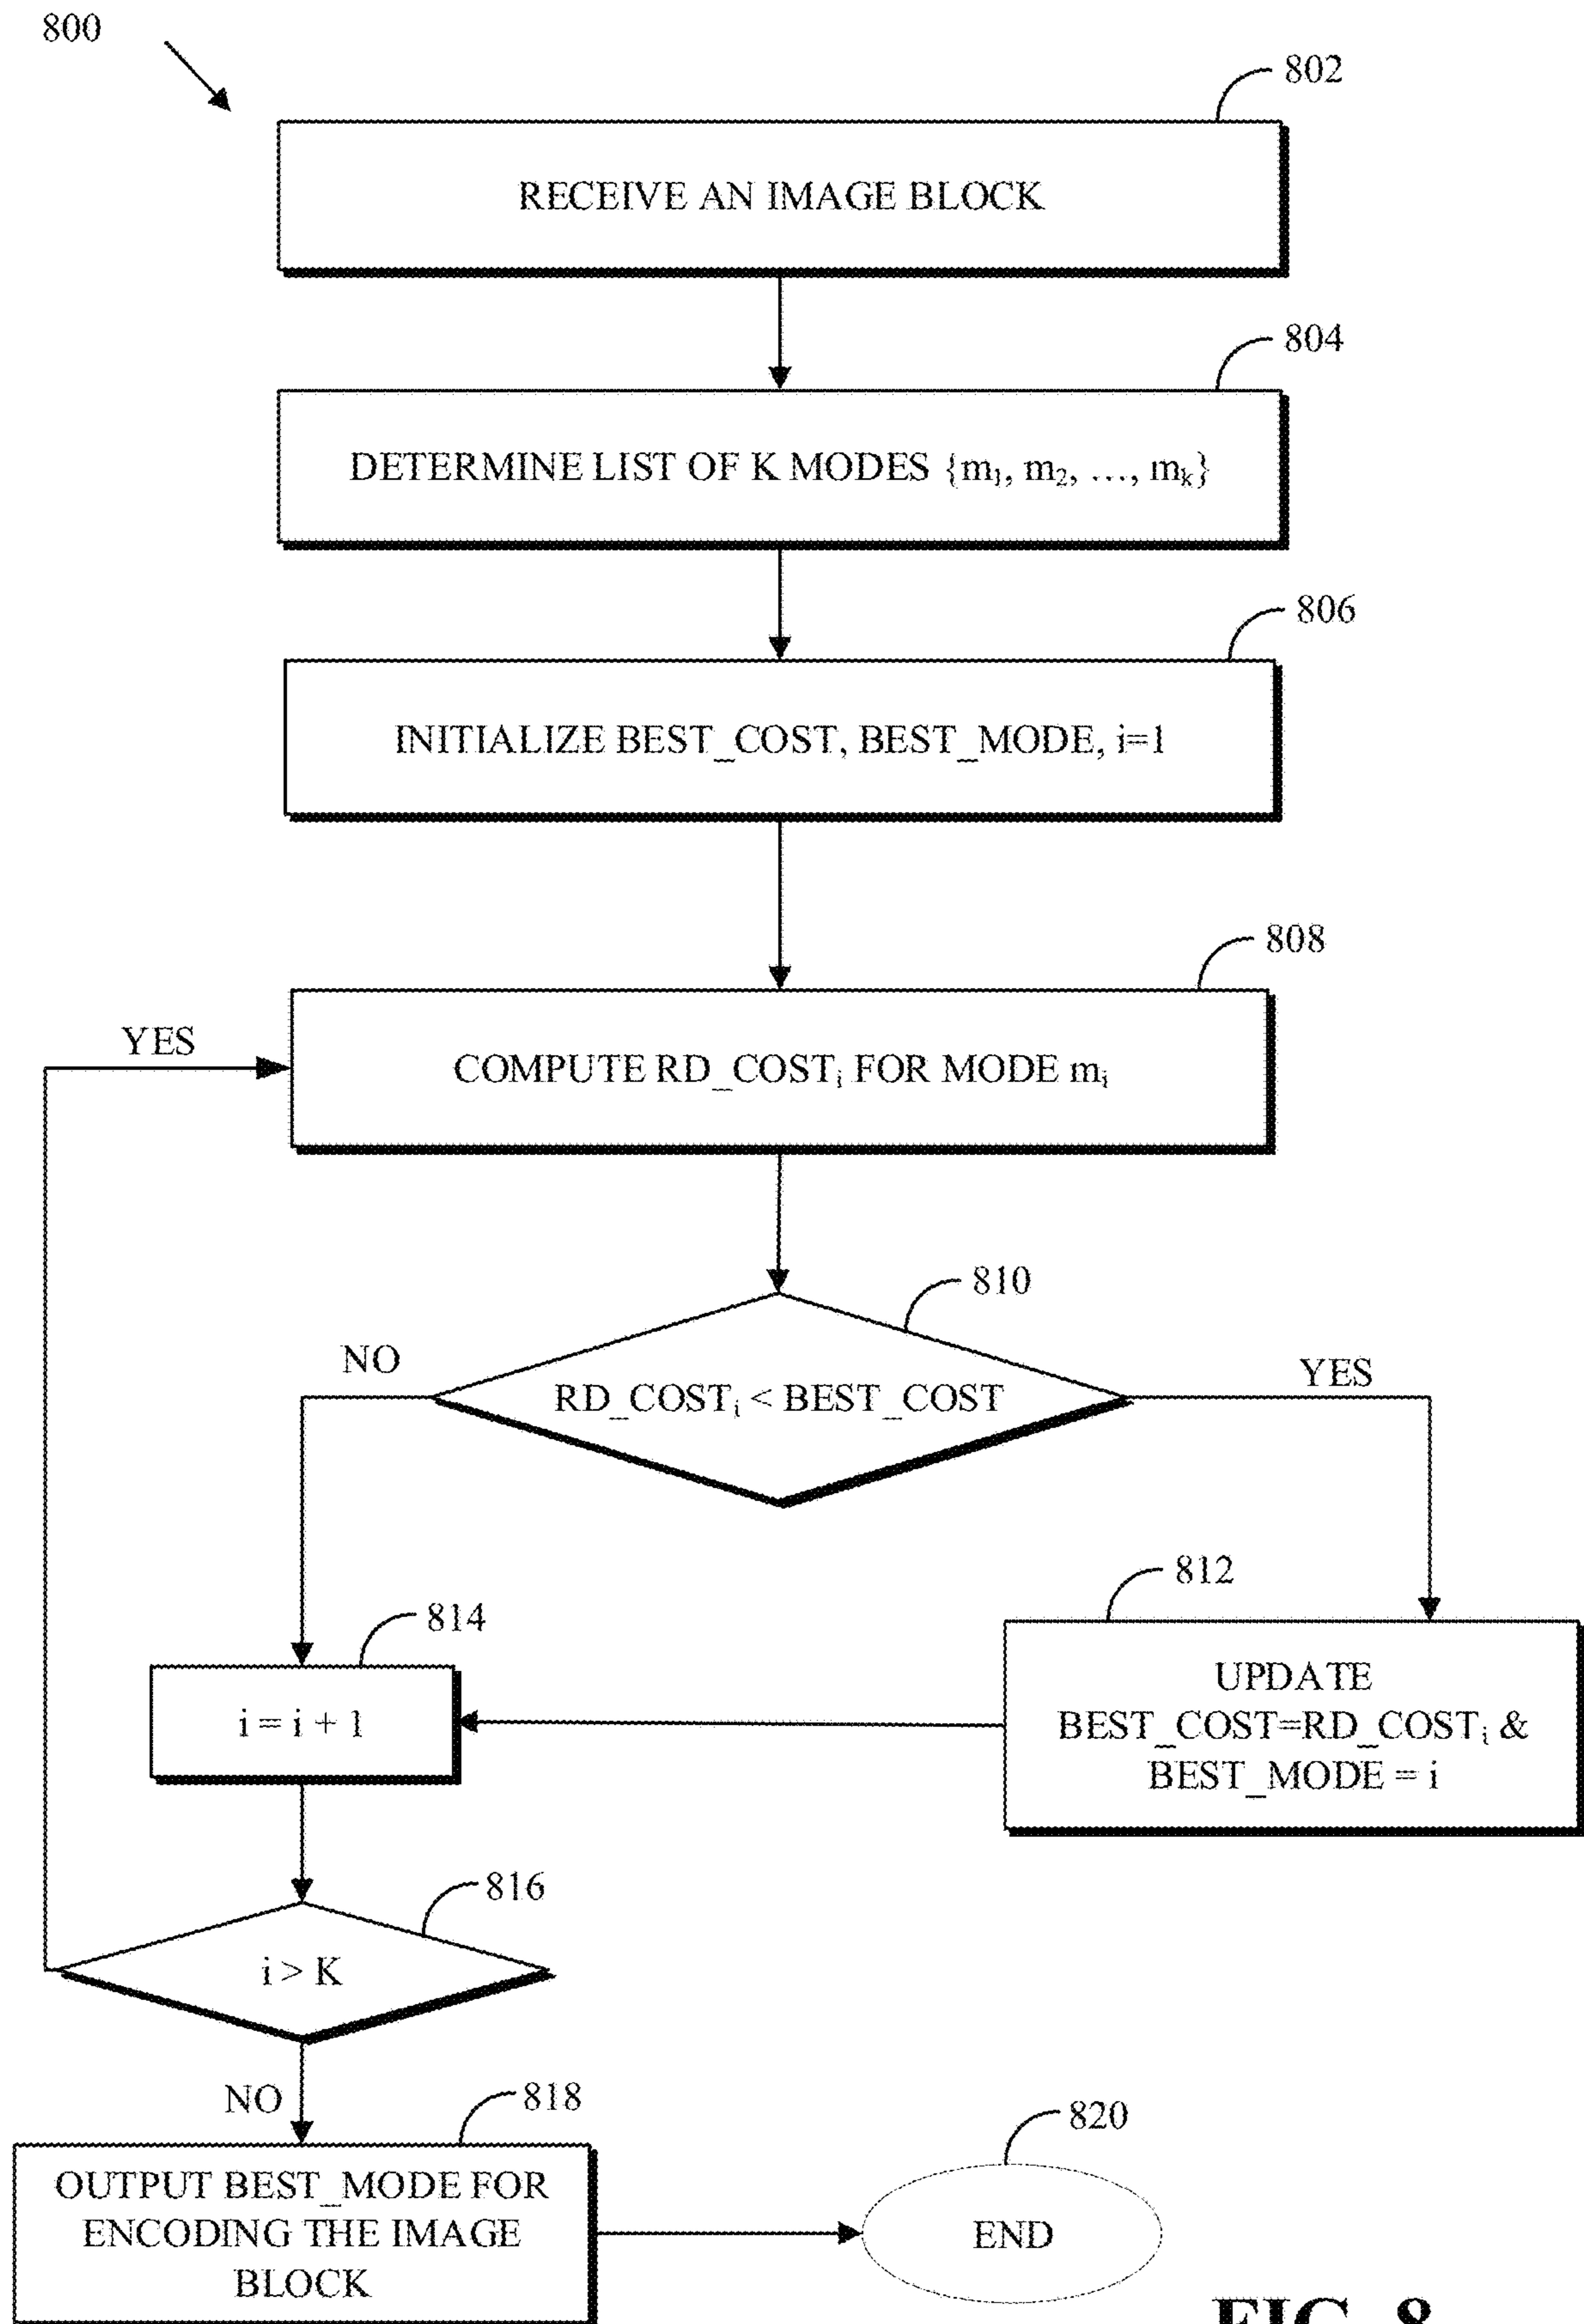 800
802
RECEIVE AN IMAGE BLOCK
804
DETERMINE LIST OF K MODES {m₁, m₂, …, mₖ}
806
INITIALIZE BEST_COST, BEST_MODE, i=1
808
YES
COMPUTE RD_COSTᵢ FOR MODE mᵢ
810
NO
RD_COSTᵢ < BEST_COST
YES
812
814
UPDATE
BEST_COST=RD_COSTᵢ &
BEST_MODE = i
i = i + 1
816
i > K
NO
818
820
OUTPUT BEST_MODE FOR
ENCODING THE IMAGE
BLOCK
END
FIG. 8